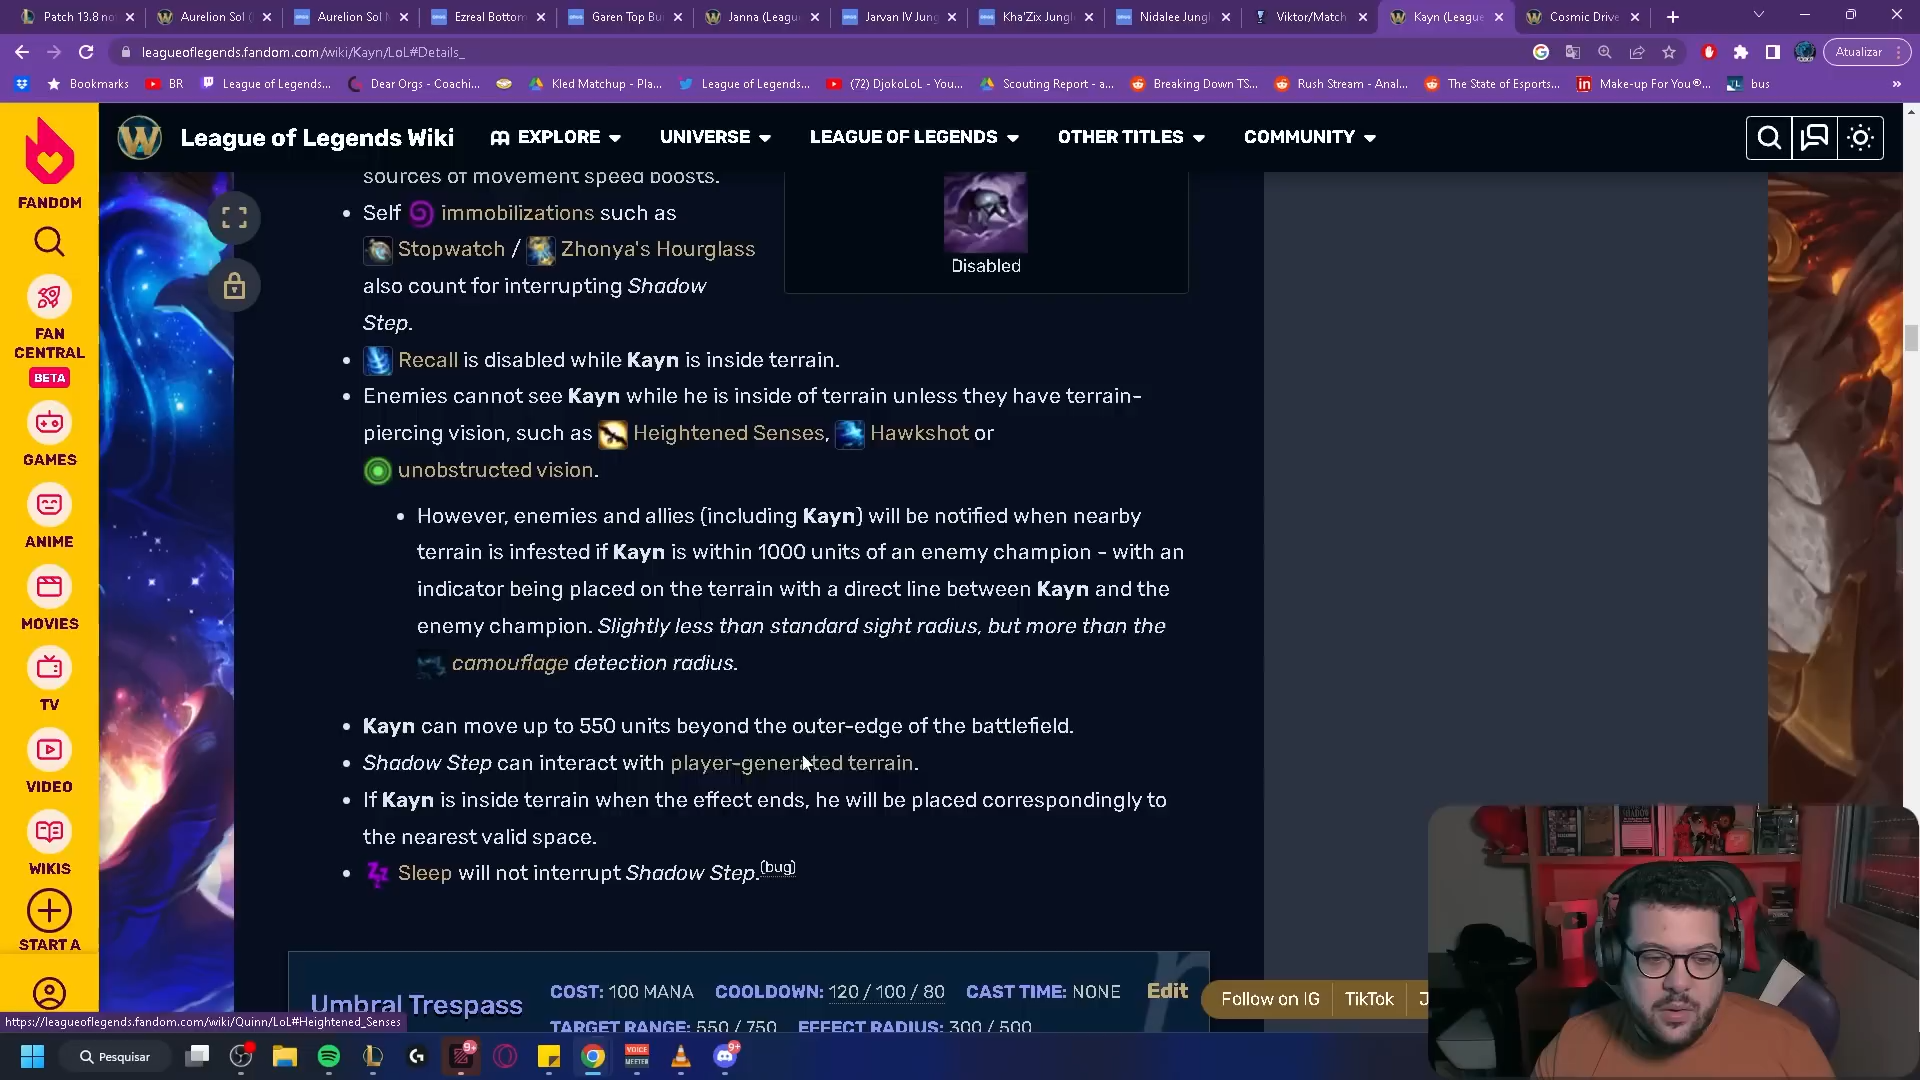 Patch 13.8 no
Aurelion Sol (
Aurelion Sol M
Ezreal Bottom
Garen Top Bu
Janna (Leagu
Jarvan IV Jung
Kha'Zix Jungl
Nidalee Jungl
Viktor/Match
Kayn (League
Cosmic Drive
leagueoflegends.fandom.com/wiki/Kayn/LoL#Details_
Atualizar
Bookmarks
BR
League of Legends...
Dear Orgs - Coachi...
Kled Matchup - Pla...
League of Legends...
(72) DjokoLoL - You...
Scouting Report - a...
Breaking Down TS...
Rush Stream - Anal...
The State of Esports...
Make-up For You®...
bus
League of Legends Wiki
EXPLORE
UNIVERSE
LEAGUE OF LEGENDS
OTHER TITLES
COMMUNITY
FANDOM
FAN
CENTRAL
BETA
GAMES
ANIME
MOVIES
TV
VIDEO
WIKIS
START A
sources of movement speed boosts.
Self immobilizations such as
Stopwatch / Zhonya's Hourglass
also count for interrupting Shadow
Step.
Disabled
Recall is disabled while Kayn is inside terrain.
Enemies cannot see Kayn while he is inside of terrain unless they have terrain-
piercing vision, such as Heightened Senses, Hawkshot or
unobstructed vision.
However, enemies and allies (including Kayn) will be notified when nearby
terrain is infested if Kayn is within 1000 units of an enemy champion - with an
indicator being placed on the terrain with a direct line between Kayn and the
enemy champion. Slightly less than standard sight radius, but more than the
camouflage detection radius.
Kayn can move up to 550 units beyond the outer-edge of the battlefield.
Shadow Step can interact with player-generated terrain.
If Kayn is inside terrain when the effect ends, he will be placed correspondingly to
the nearest valid space.
Sleep will not interrupt Shadow Step.[bug]
Umbral Trespass
COST: 100 MANA COOLDOWN: 120 / 100 / 80 CAST TIME: NONE
Edit
TARGET RANGE: 550 / 750 EFFECT RADIUS: 300 / 500
Follow on IG
TikTok
J
https://leagueoflegends.fandom.com/wiki/Quinn/LoL#Heightened_Senses
Pesquisar
9+
VOICE
MEETER
9+